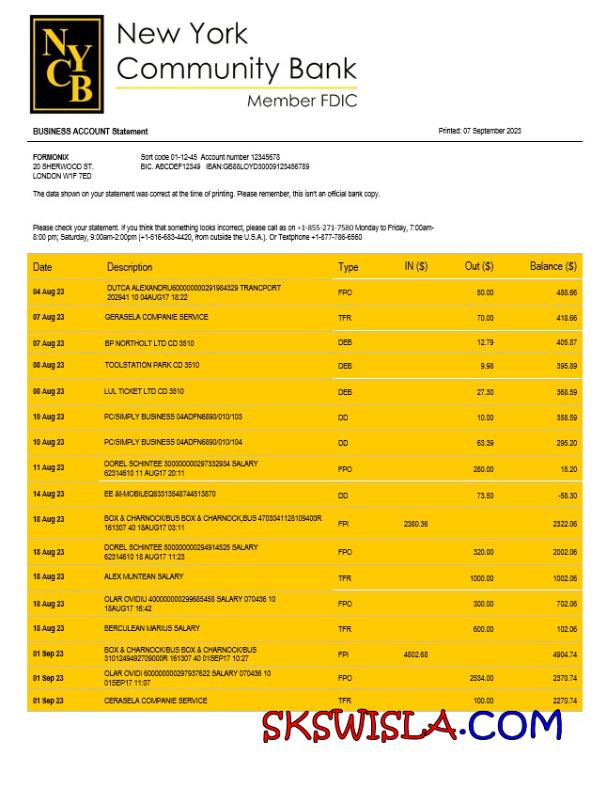 NYCB
New York
Community Bank
Member FDIC
BUSINESS ACCOUNT Statement Printed: 07 September 2023
FORMONIX Sort code 01-12-45 Account number 12345678
20 SHERWOOD ST. BIC. ABCDEF12349 IBAN:GB88LOYD30009123456789
LONDON W1F 7ED
The data shown on your statement was correct at the time of printing. Please remember, this isn't an official bank copy.
Please check your statement. If you think that something looks incorrect, please call as on +1-855-271-7580 Monday to Friday, 7:00am-
8:00 pm; Saturday, 9:00am-2:00pm (+1-516-683-4420, from outside the U.S.A.). Or Textphone +1-877-786-6560
Date Description Type IN ($) Out ($) Balance ($)
04 Aug 23 DUTCA ALEXANDRU600000000291984329 TRANCPORT
202941 10 04AUG17 18:22 FPO 50.00 488.66
07 Aug 23 GERASELA COMPANIE SERVICE TFR 70.00 418.66
07 Aug 23 BP NORTHOLT LTD CD 3510 DEB 12.79 405.87
08 Aug 23 TOOLSTATION PARK CD 3510 DEB 9.98 395.89
08 Aug 23 LUL TICKET LTD CD 3510 DEB 27.30 368.59
10 Aug 23 PC/SIMPLY BUSINESS 04ADFN6890/010/103 DD 10.00 358.59
10 Aug 23 PC/SIMPLY BUSINESS 04ADFN6890/010/104 DD 63.39 295.20
11 Aug 23 DOREL SCHINTEE 300000000297332934 SALARY
62314610 11 AUG17 20:11 FPO 280.00 15.20
14 Aug 23 EE &t-MOBILEQ63313548744513870 DD 73.50 -58.30
18 Aug 23 BOX & CHARNOCK/BUS BOX & CHARNOCK,BUS 4703041128109400R
161307 40 18AUG17 03:11 FPI 2380.36 2322.06
18 Aug 23 DOREL SCHINTEE 500000000294914525 SALARY
62314610 18 AUG17 11:23 FPO 320.00 2002.06
18 Aug 23 ALEX MUNTEAN SALARY TFR 1000.00 1002.06
18 Aug 23 OLAR OVIDIU 400000000299685458 SALARY 070436 10
18AUG17 16:42 FPO 300.00 702.06
18 Aug 23 BERCULEAN MARIUS SALARY TFR 600.00 102.06
01 Sep 23 BOX & CHARNOCK/BUS BOX & CHARNOCK/BUS
3101249492709000R 161307 40 01SEP17 10:27 FPI 4802.68 4904.74
01 Sep 23 OLAR OVIDI 600000000297937622 SALARY 070436 10
01SEP17 11:07 FPO 2534.00 2370.74
01 Sep 23 CERASELA COMPANIE SERVICE TFR 100.00 2270.74
SKSWISLA.COM